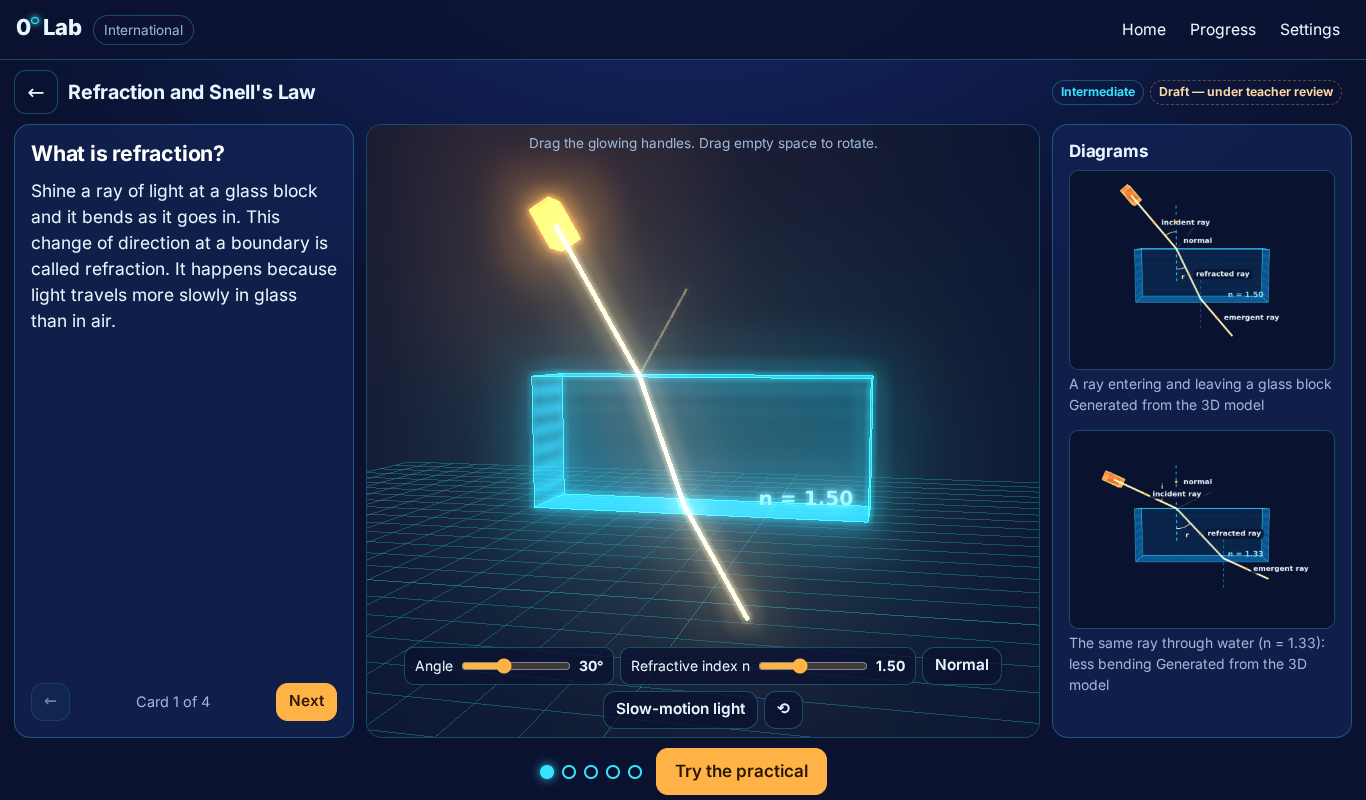 0° Lab
International
Home
Progress
Settings
←
Refraction and Snell's Law
Intermediate
Draft — under teacher review
What is refraction?
Shine a ray of light at a glass block
and it bends as it goes in. This
change of direction at a boundary is
called refraction. It happens because
light travels more slowly in glass
than in air.
←
Card 1 of 4
Next
Drag the glowing handles. Drag empty space to rotate.
n = 1.50
Angle
30°
Refractive index n
1.50
Normal
Slow-motion light
⟲
Diagrams
incident ray
normal
r
refracted ray
n = 1.50
emergent ray
A ray entering and leaving a glass block
Generated from the 3D model
normal
i
incident ray
r
refracted ray
n = 1.33
emergent ray
The same ray through water (n = 1.33):
less bending Generated from the 3D
model
Try the practical